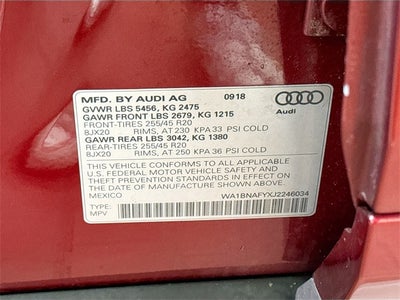 MFD. BY AUDI AG 09 18
GVWR LBS 5456, KG 2475
GAWR FRONT LBS 2679, KG 1215
FRONT-TIRES 255/45 R20
8JX20 RIMS, AT 230 KPA 33 PSI COLD
GAWR REAR LBS 3042, KG 1380
REAR-TIRES 255/45 R20
8JX20 RIMS, AT 250 KPA 36 PSI COLD
THIS VEHICLE CONFORMS TO ALL APPLICABLE
U.S. FEDERAL MOTOR VEHICLE SAFETY AND
THEFT PREVENTION STANDARDS IN EFFECT ON THE
DATE OF MANUFACTURE SHOWN ABOVE.
MEXICO
TYPE:
MPV
WA1BNAFYXJ2246034
Audi